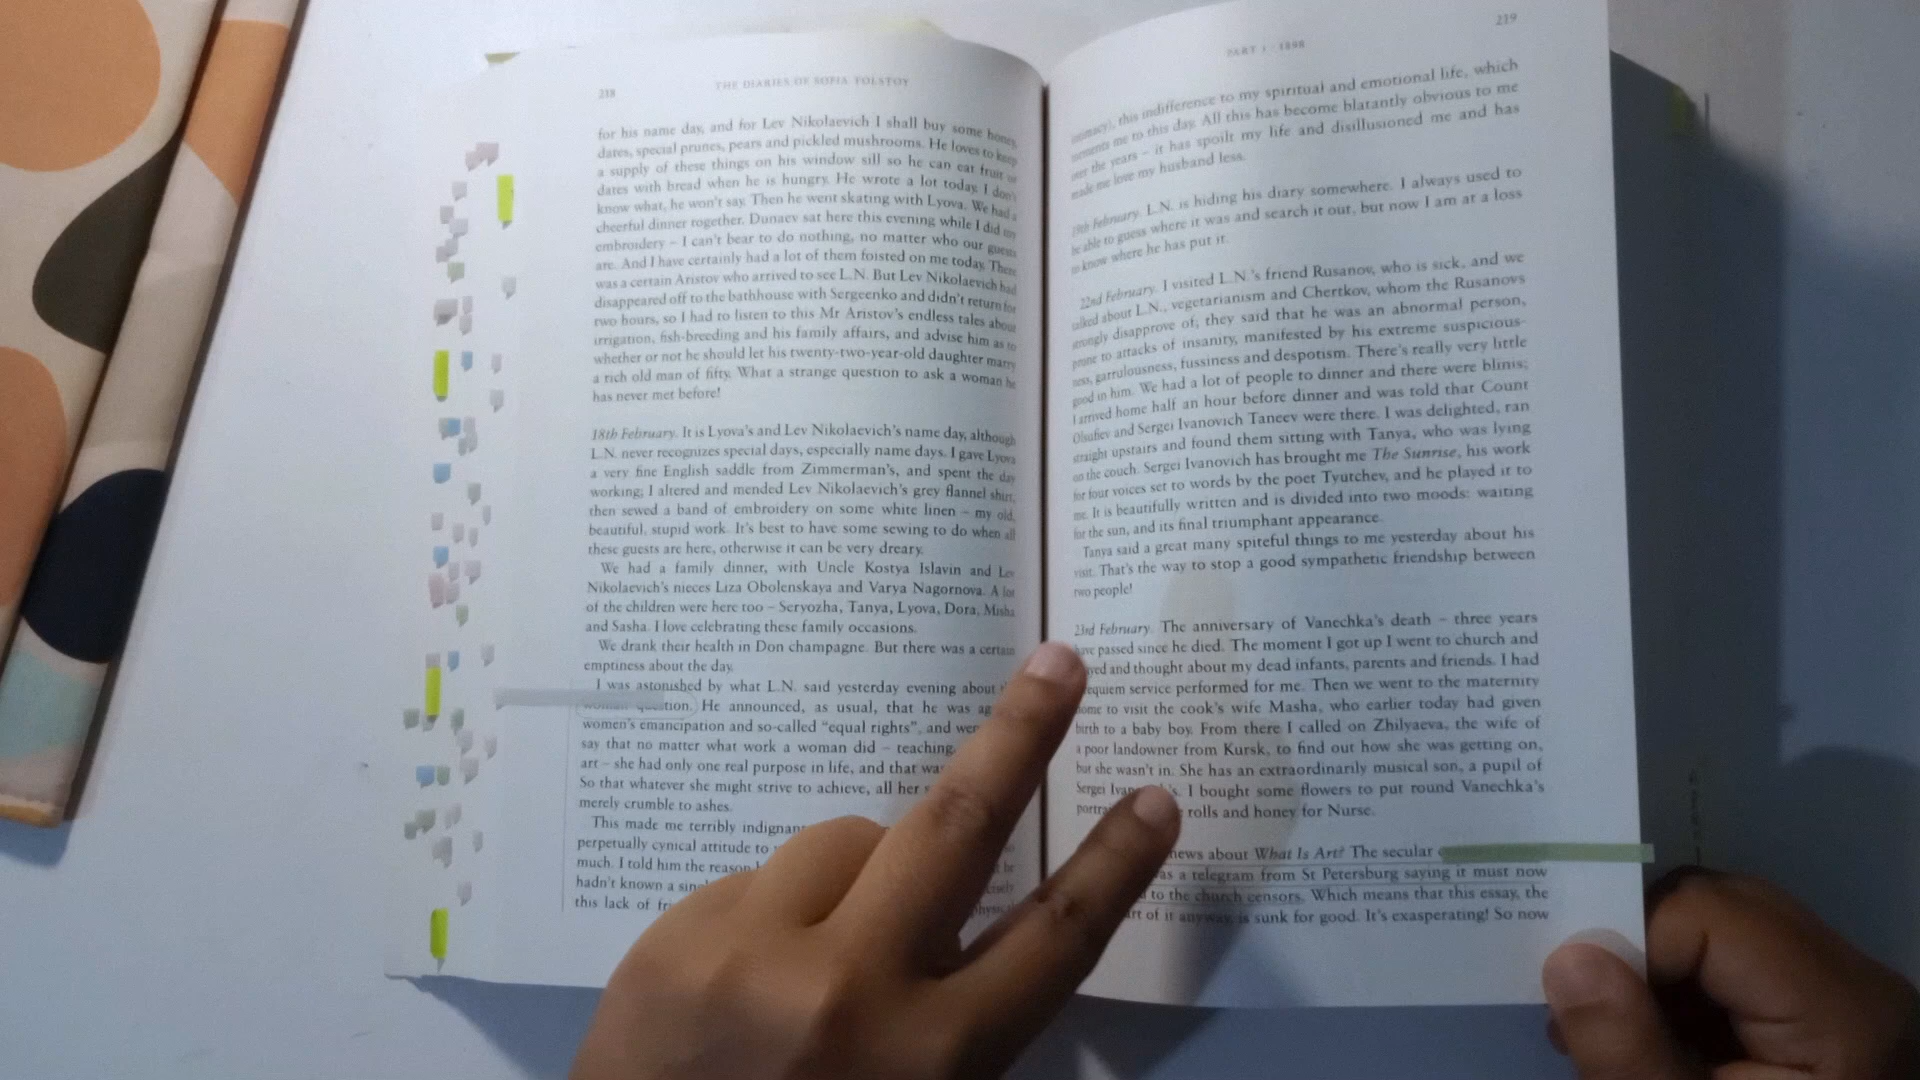 218
THE DIARIES OF SOFIA TOLSTOY
for his name day, and for Lev Nikolaevich I shall buy some honey,
dates, special prunes, pears and pickled mushrooms. He loves to keep
a supply of these things on his window sill so he can eat fruit or
dates with bread when he is hungry. He wrote a lot today, I don't
know what, he won't say. Then he went skating with Lyova. We had a
cheerful dinner together. Dunaev sat here this evening while I did my
embroidery – I can't bear to do nothing, no matter who our guests
are. And I have certainly had a lot of them foisted on me today. There
was a certain Aristov who arrived to see L.N. But Lev Nikolaevich had
disappeared off to the bathhouse with Sergeenko and didn't return for
two hours, so I had to listen to this Mr Aristov's endless tales about
irrigation, fish-breeding and his family affairs, and advise him as to
whether or not he should let his twenty-two-year-old daughter marry
a rich old man of fifty. What a strange question to ask a woman he
has never met before!
18th February. It is Lyova's and Lev Nikolaevich's name day, although
L.N. never recognizes special days, especially name days. I gave Lyova
a very fine English saddle from Zimmerman's, and spent the day
working; I altered and mended Lev Nikolaevich's grey flannel shirt,
then sewed a band of embroidery on some white linen – my old,
beautiful, stupid work. It's best to have some sewing to do when all
these guests are here, otherwise it can be very dreary.
We had a family dinner, with Uncle Kostya Islavin and Lev
Nikolaevich's nieces Liza Obolenskaya and Varya Nagornova. A lot
of the children were here too – Seryozha, Tanya, Lyova, Dora, Misha
and Sasha. I love celebrating these family occasions.
We drank their health in Don champagne. But there was a certain
emptiness about the day.
I was astonished by what L.N. said yesterday evening about
woman question. He announced, as usual, that he was
women's emancipation and so-called "equal rights", and
say that no matter what work a woman did – teaching,
art – she had only one real purpose in life, and that
So that whatever she might strive to achieve, all her
merely crumble to ashes.
This made me terribly
perpetually cynical attitude to
much. I told him the reason
hadn't known a
this lack of
219
PART I · 1898
this indifference to my spiritual and emotional life, which
me to this day. All this has become blatantly obvious to me
over the years – it has spoilt my life and disillusioned me and has
made me love my husband less.
19th February. L.N. is hiding his diary somewhere. I always used to
be able to guess where it was and search it out, but now I am at a loss
to know where he has put it.
22nd February. I visited L.N.'s friend Rusanov, who is sick, and we
talked about L.N., vegetarianism and Chertkov, whom the Rusanovs
strongly disapprove of; they said that he was an abnormal person,
prone to attacks of insanity, manifested by his extreme suspicious-
ness, garrulousness, fussiness and despotism. There's really very little
good in him. We had a lot of people to dinner and there were blinis;
I arrived home half an hour before dinner and was told that Count
Olsufiev and Sergei Ivanovich Taneev were there. I was delighted, ran
straight upstairs and found them sitting with Tanya, who was lying
on the couch. Sergei Ivanovich has brought me The Sunrise, his work
for four voices set to words by the poet Tyutchev, and he played it to
me. It is beautifully written and is divided into two moods: waiting
for the sun, and its final triumphant appearance.
Tanya said a great many spiteful things to me yesterday about his
visit. That's the way to stop a good sympathetic friendship between
two people!
23rd February. The anniversary of Vanechka's death – three years
have passed since he died. The moment I got up I went to church and
and thought about my dead infants, parents and friends. I had
requiem service performed for me. Then we went to the maternity
home to visit the cook's wife Masha, who earlier today had given
birth to a baby boy. From there I called on Zhilyaeva, the wife of
a poor landowner from Kursk, to find out how she was getting on,
but she wasn't in. She has an extraordinarily musical son, a pupil of
Sergei I bought some flowers to put round Vanechka's
rolls and honey for Nurse.
news about What Is Art? The secular
as a telegram from St Petersburg saying it must now
to the church censors. Which means that this essay, the
of it anyway, is sunk for good. It's exasperating! So now